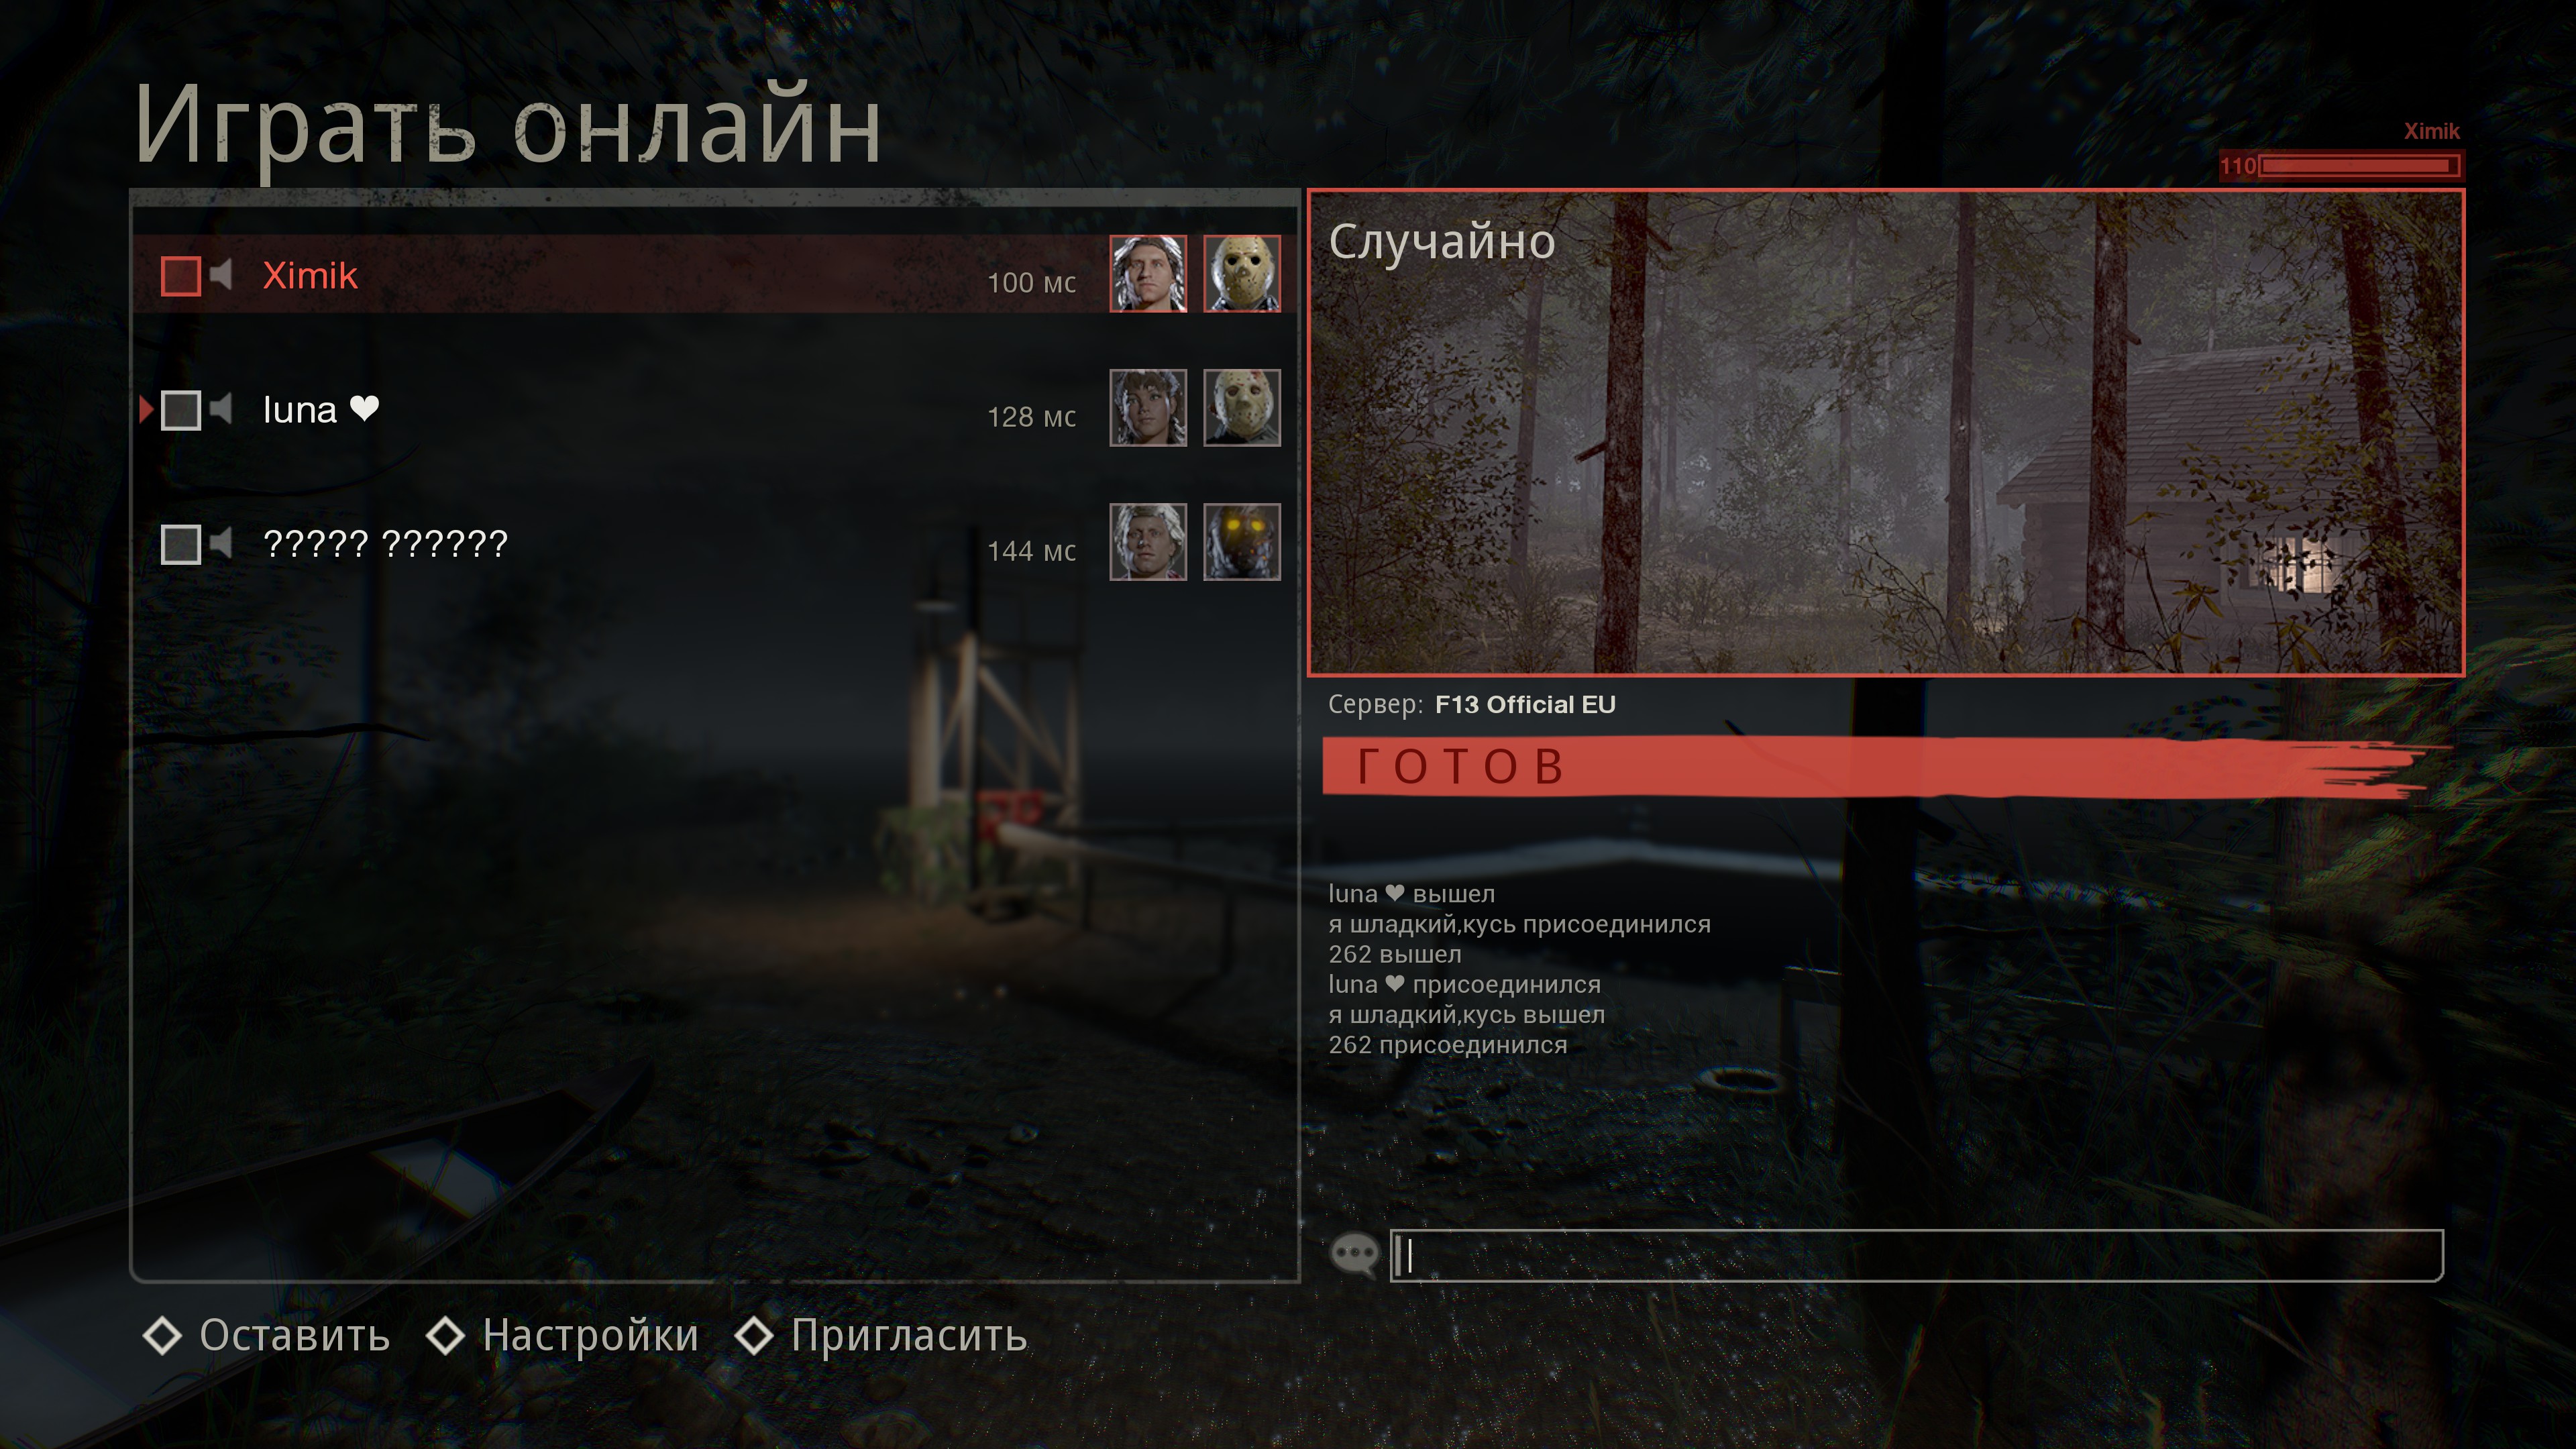 Играть онлайн
Ximik
110
Ximik 100 мс
luna ♥ 128 мс
????? ?????? 144 мс
Случайно
Сервер: F13 Official EU
ГОТОВ
luna ♥ вышел
я шладкий,кусь присоединился
262 вышел
luna ♥ присоединился
я шладкий,кусь вышел
262 присоединился
Оставить Настройки Пригласить